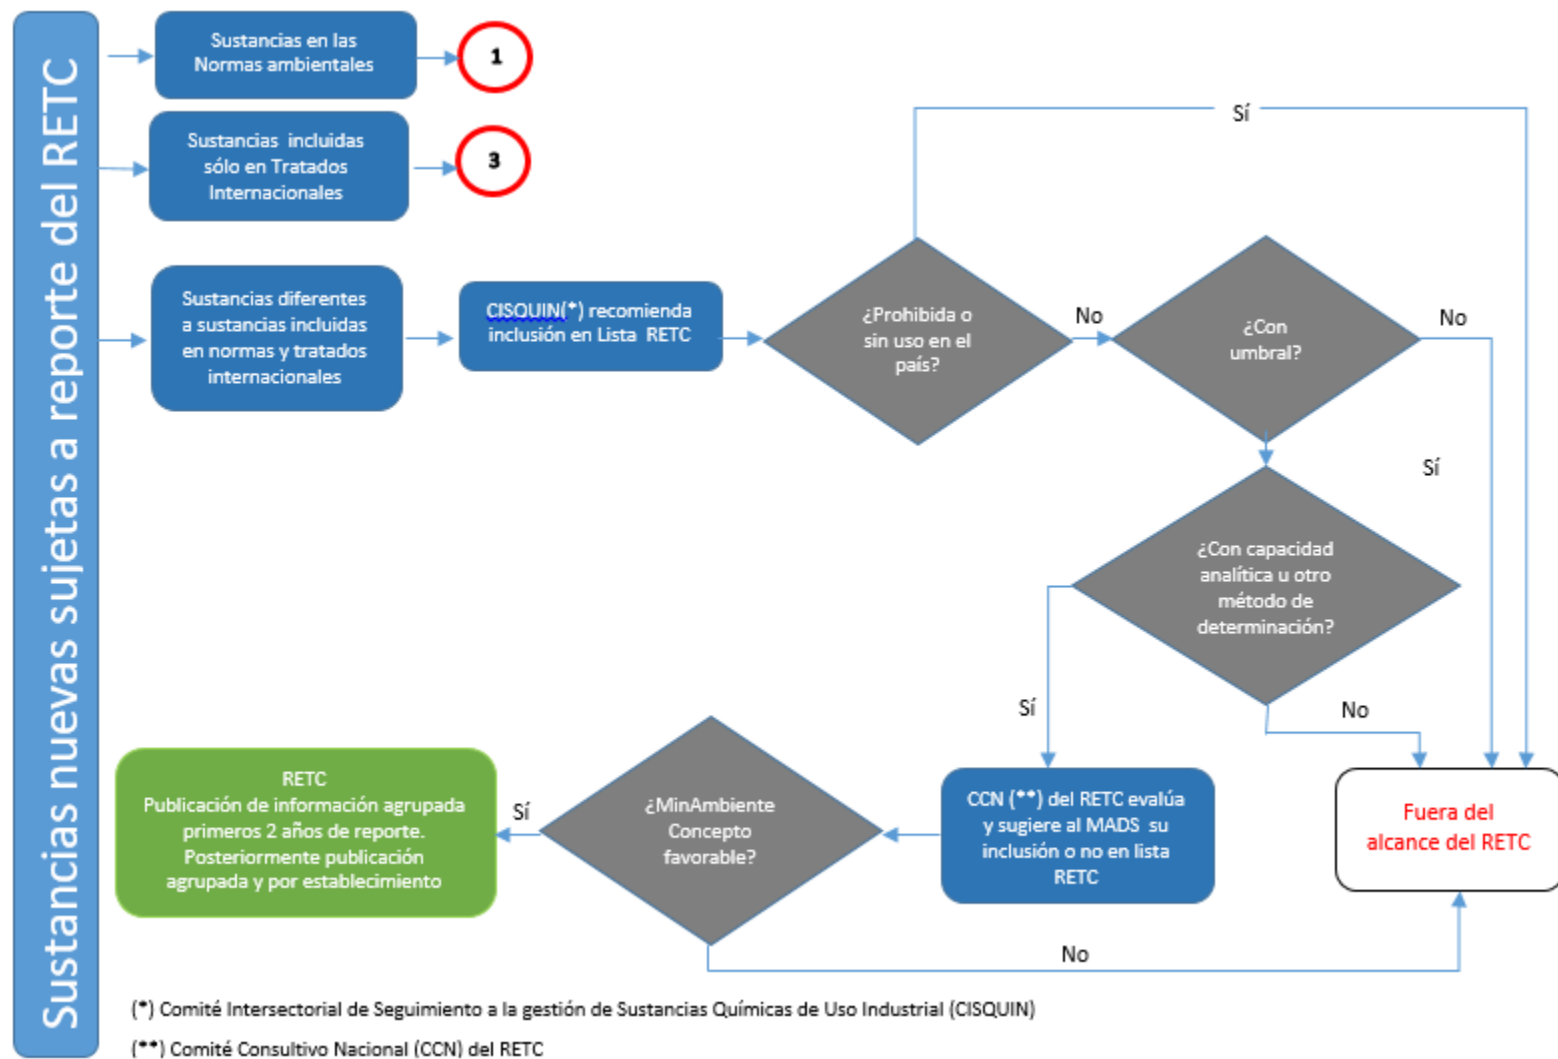 Sustancias nuevas sujetas a reporte del RETC
Sustancias en las
Normas ambientales
1
Sustancias incluidas
sólo en Tratados
Internacionales
3
Sustancias diferentes
a sustancias incluidas
en normas y tratados
internacionales
CISQUIN(*) recomienda
inclusión en Lista RETC
¿Prohibida o
sin uso en el
país?
Sí
No
¿Con
umbral?
No
Sí
¿Con capacidad
analítica u otro
método de
determinación?
Sí
No
CCN (**) del RETC evalúa
y sugiere al MADS su
inclusión o no en lista
RETC
Fuera del
alcance del RETC
¿MinAmbiente
Concepto
favorable?
Sí
No
RETC
Publicación de información agrupada
primeros 2 años de reporte.
Posteriormente publicación
agrupada y por establecimiento
(*) Comité Intersectorial de Seguimiento a la gestión de Sustancias Químicas de Uso Industrial (CISQUIN)
(**) Comité Consultivo Nacional (CCN) del RETC